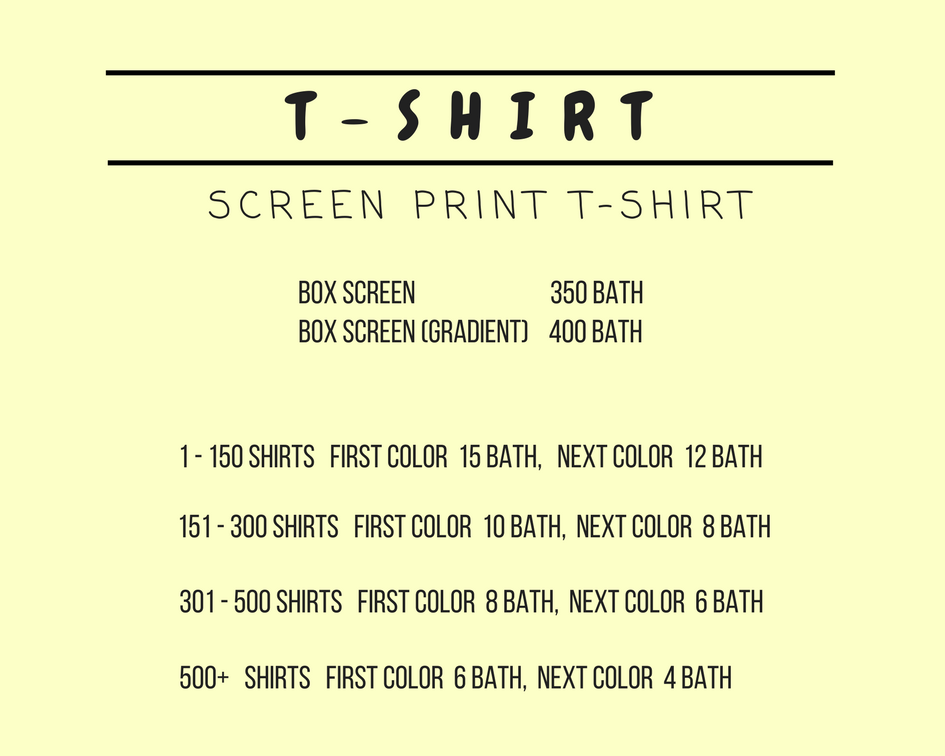 T-SHIRT
SCREEN PRINT T-SHIRT
BOX SCREEN 350 BATH
BOX SCREEN (GRADIENT) 400 BATH
1 - 150 SHIRTS FIRST COLOR 15 BATH, NEXT COLOR 12 BATH
151 - 300 SHIRTS FIRST COLOR 10 BATH, NEXT COLOR 8 BATH
301 - 500 SHIRTS FIRST COLOR 8 BATH, NEXT COLOR 6 BATH
500+ SHIRTS FIRST COLOR 6 BATH, NEXT COLOR 4 BATH